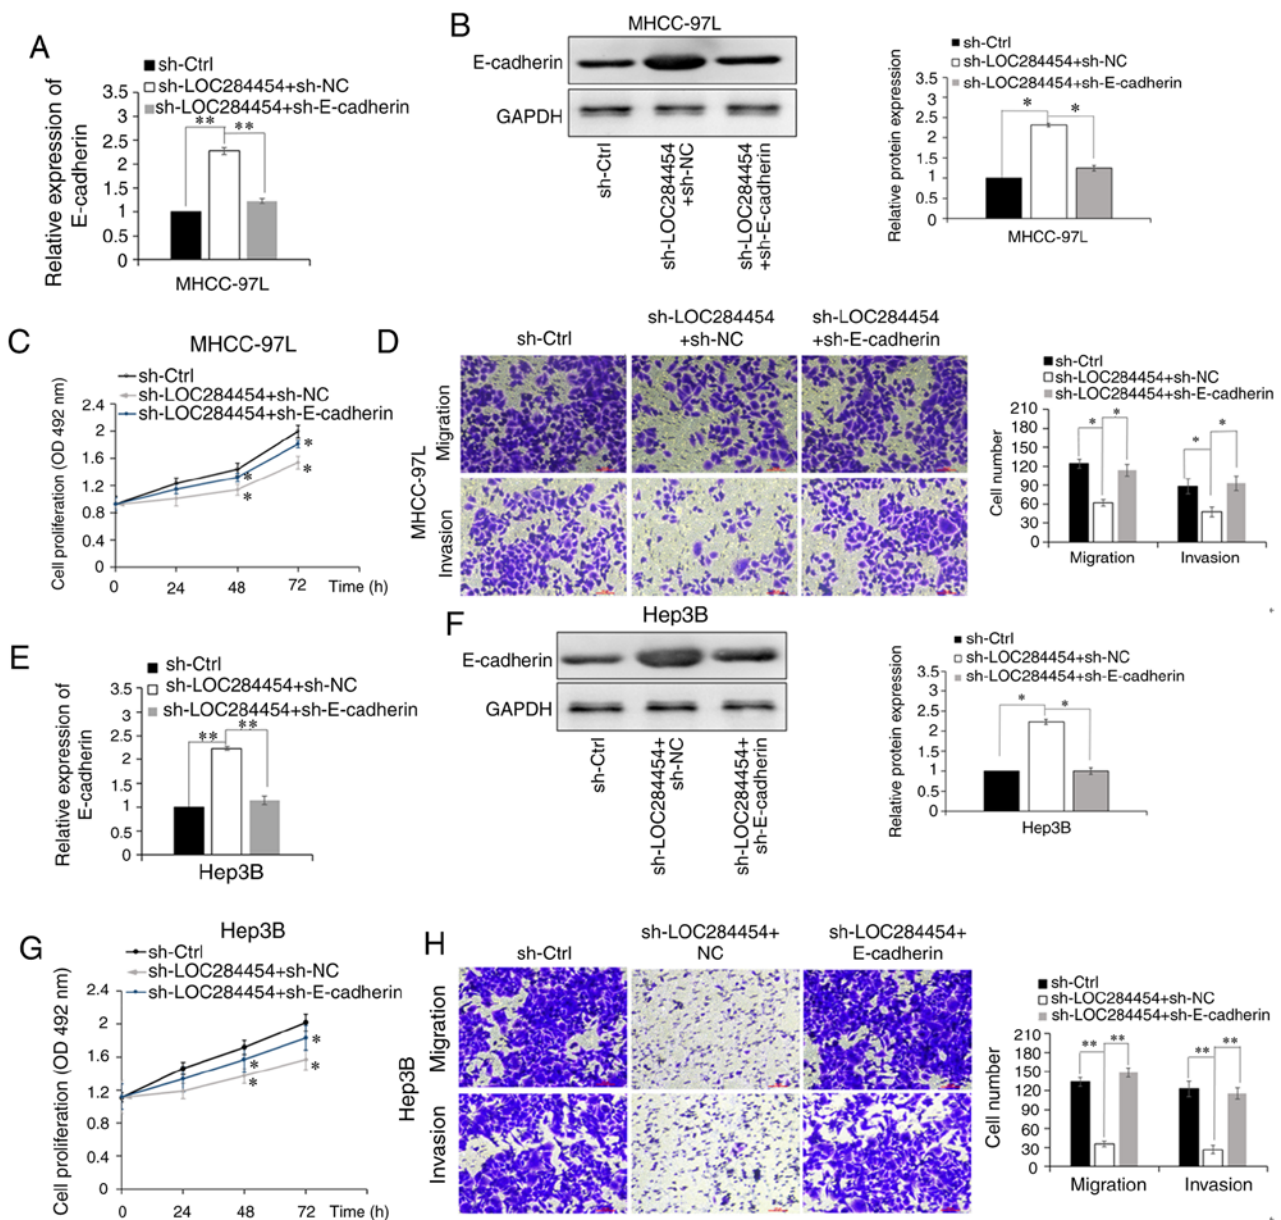 A
sh-Ctrl
sh-LOC284454+sh-NC
sh-LOC284454+sh-E-cadherin
Relative expression of
E-cadherin
3.5
3
2.5
2
1.5
1
0.5
0
** **
MHCC-97L
B
MHCC-97L
E-cadherin
GAPDH
sh-Ctrl
sh-LOC284454
+sh-NC
sh-LOC284454
+sh-E-cadherin
sh-Ctrl
sh-LOC284454+sh-NC
sh-LOC284454+sh-E-cadherin
Relative protein expression
3.5
3
2.5
2
1.5
1
0.5
0
* *
MHCC-97L
C
MHCC-97L
sh-Ctrl
sh-LOC284454+sh-NC
sh-LOC284454+sh-E-cadherin
Cell proliferation (OD 492 nm)
2.4
2
1.6
1.2
0.8
0.4
0
* * * *
0 24 48 72 Time (h)
D
sh-Ctrl
sh-LOC284454
+sh-NC
sh-LOC284454
+sh-E-cadherin
MHCC-97L
Migration
Invasion
sh-Ctrl
sh-LOC284454+sh-NC
sh-LOC284454+sh-E-cadherin
Cell number
210
180
150
120
90
60
30
0
* * * *
Migration Invasion
E
sh-Ctrl
sh-LOC284454+sh-NC
sh-LOC284454+sh-E-cadherin
Relative expression of
E-cadherin
3.5
3
2.5
2
1.5
1
0.5
0
** **
Hep3B
F
Hep3B
E-cadherin
GAPDH
sh-Ctrl
sh-LOC284454+
sh-NC
sh-LOC284454+
sh-E-cadherin
sh-Ctrl
sh-LOC284454+sh-NC
sh-LOC284454+sh-E-cadherin
Relative protein expression
3.5
3
2.5
2
1.5
1
0.5
0
* *
Hep3B
G
Hep3B
sh-Ctrl
sh-LOC284454+sh-NC
sh-LOC284454+sh-E-cadherin
Cell proliferation (OD 492 nm)
2.4
2
1.6
1.2
0.8
0.4
0
* * * *
0 24 48 72 Time (h)
H
sh-Ctrl
sh-LOC284454+
NC
sh-LOC284454+
E-cadherin
Hep3B
Migration
Invasion
sh-Ctrl
sh-LOC284454+sh-NC
sh-LOC284454+sh-E-cadherin
Cell number
210
180
150
120
90
60
30
0
** ** ** **
Migration Invasion